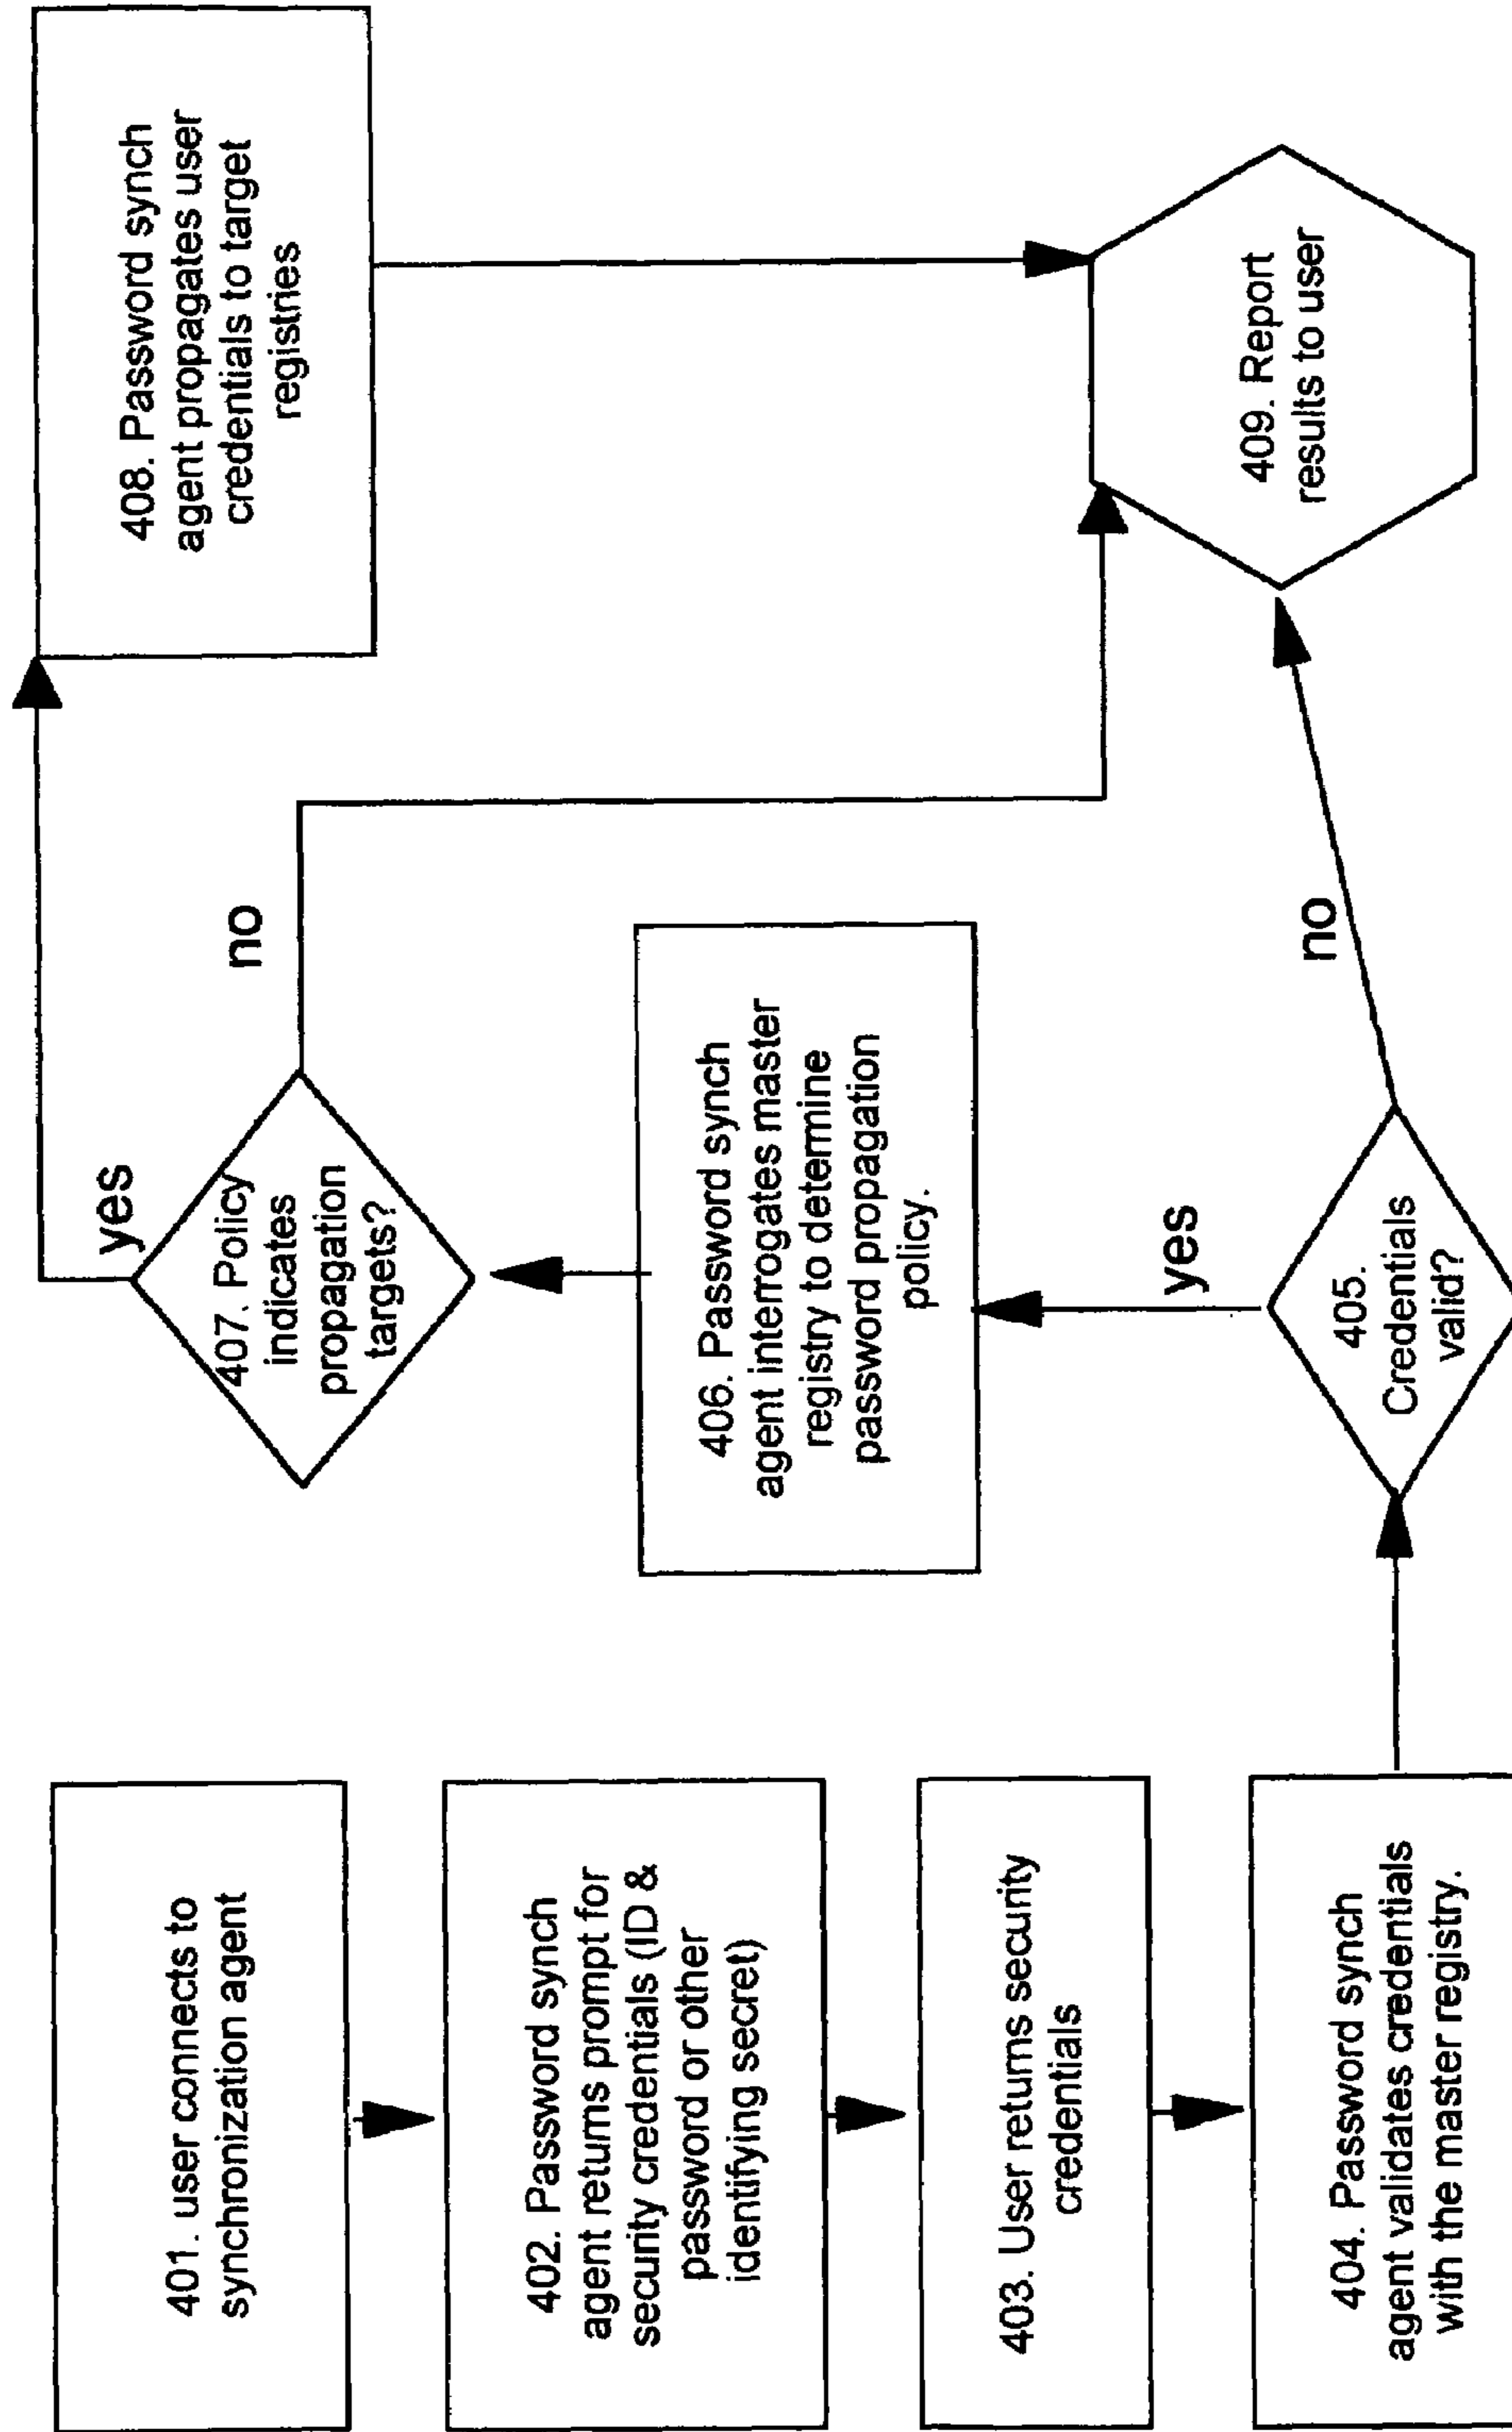 401. user connects to
synchronization agent
402. Password synch
agent returns prompt for
security credentials (ID &
password or other
identifying secret)
403. User returns security
credentials
404. Password synch
agent validates credentials
with the master registry.
405.
Credentials
valid?
yes
no
406. Password synch
agent interrogates master
registry to determine
password propagation
policy.
407. Policy
indicates
propagation
targets?
yes
no
408. Password synch
agent propagates user
credentials to target
registries
409. Report
results to user